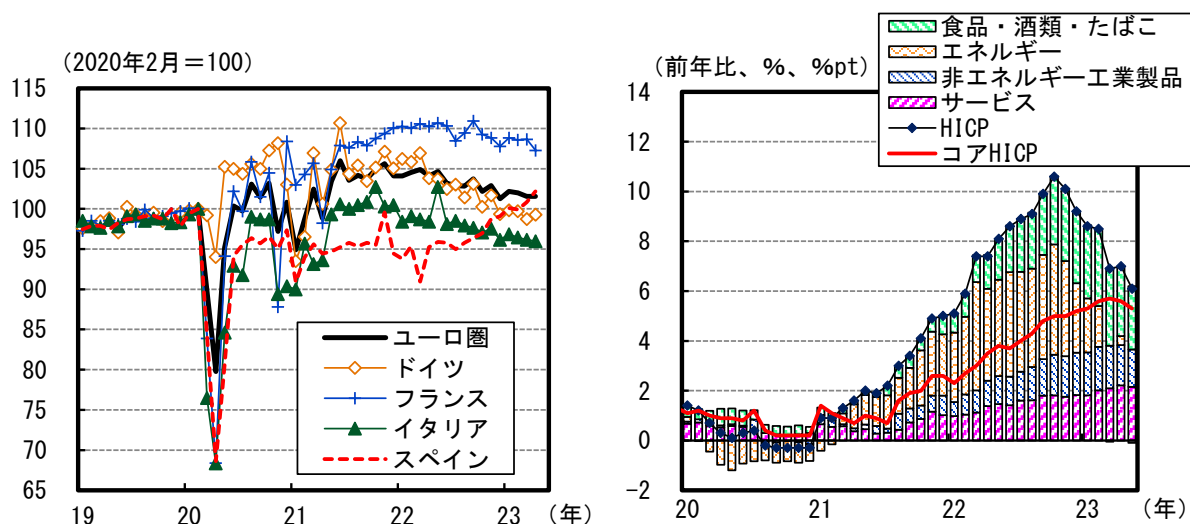 (2020年2月＝100)
115
110
105
100
95
90
85
80
75
70
65
19
20
21
22
23
(年)
ユーロ圏
ドイツ
フランス
イタリア
スペイン
(前年比、%、%pt)
14
12
10
8
6
4
2
0
−2
20
21
22
23
(年)
食品・酒類・たばこ
エネルギー
非エネルギー工業製品
サービス
HICP
コアHICP